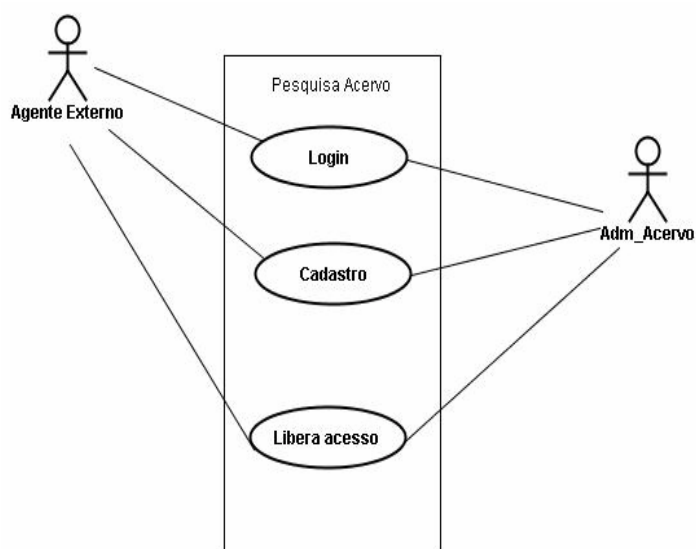 Pesquisa Acervo
Agente Externo
Login
Adm_Acervo
Cadastro
Libera acesso